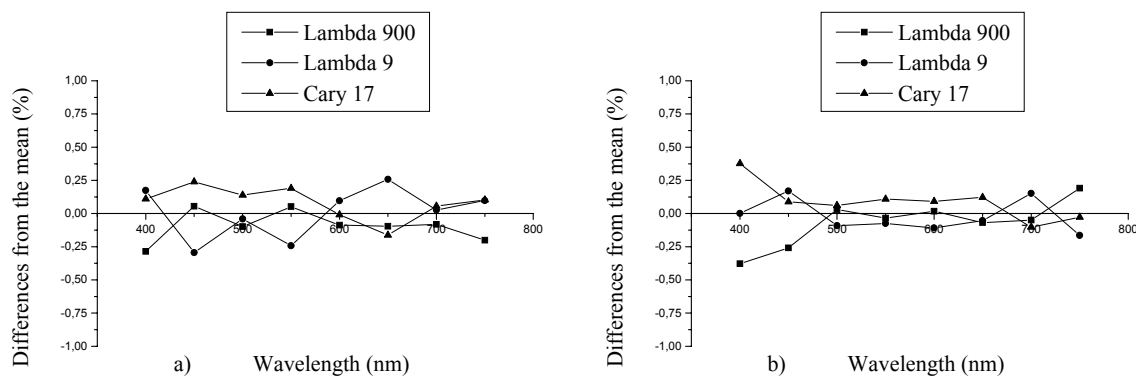 Lambda 900
Lambda 9
Cary 17
Differences from the mean (%)
1,00
0,75
0,50
0,25
0,00
-0,25
-0,50
-0,75
-1,00
400 500 600 700 800
a) Wavelength (nm)
Lambda 900
Lambda 9
Cary 17
Differences from the mean (%)
1,00
0,75
0,50
0,25
0,00
-0,25
-0,50
-0,75
-1,00
400 500 600 700 800
b) Wavelength (nm)